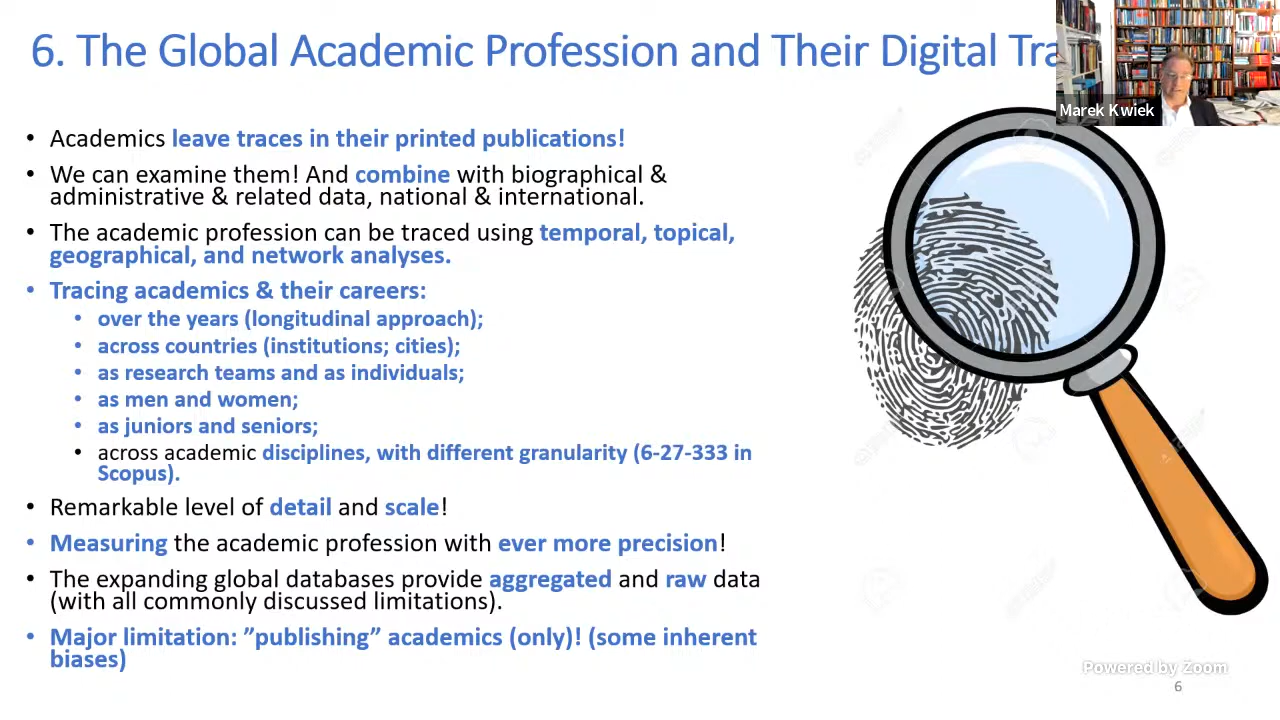 6. The Global Academic Profession and Their Digital Tra
Marek Kwiek
• Academics leave traces in their printed publications!
• We can examine them! And combine with biographical &
administrative & related data, national & international.
• The academic profession can be traced using temporal, topical,
geographical, and network analyses.
• Tracing academics & their careers:
• over the years (longitudinal approach);
• across countries (institutions; cities);
• as research teams and as individuals;
• as men and women;
• as juniors and seniors;
• across academic disciplines, with different granularity (6-27-333 in
Scopus).
• Remarkable level of detail and scale!
• Measuring the academic profession with ever more precision!
• The expanding global databases provide aggregated and raw data
(with all commonly discussed limitations).
• Major limitation: ”publishing” academics (only)! (some inherent
biases)
Powered by Zoom
6